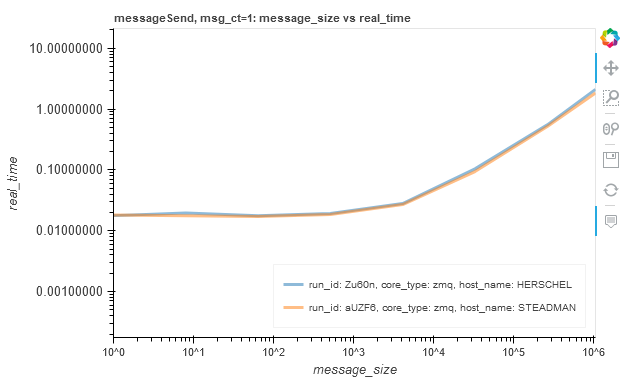 messageSend, msg_ct=1: message_size vs real_time
10.00000000
1.00000000
0.10000000
0.01000000
0.00100000
real_time
run_id: Zu60n, core_type: zmq, host_name: HERSCHEL
run_id: aUZF6, core_type: zmq, host_name: STEADMAN
10^0 10^1 10^2 10^3 10^4 10^5 10^6
message_size